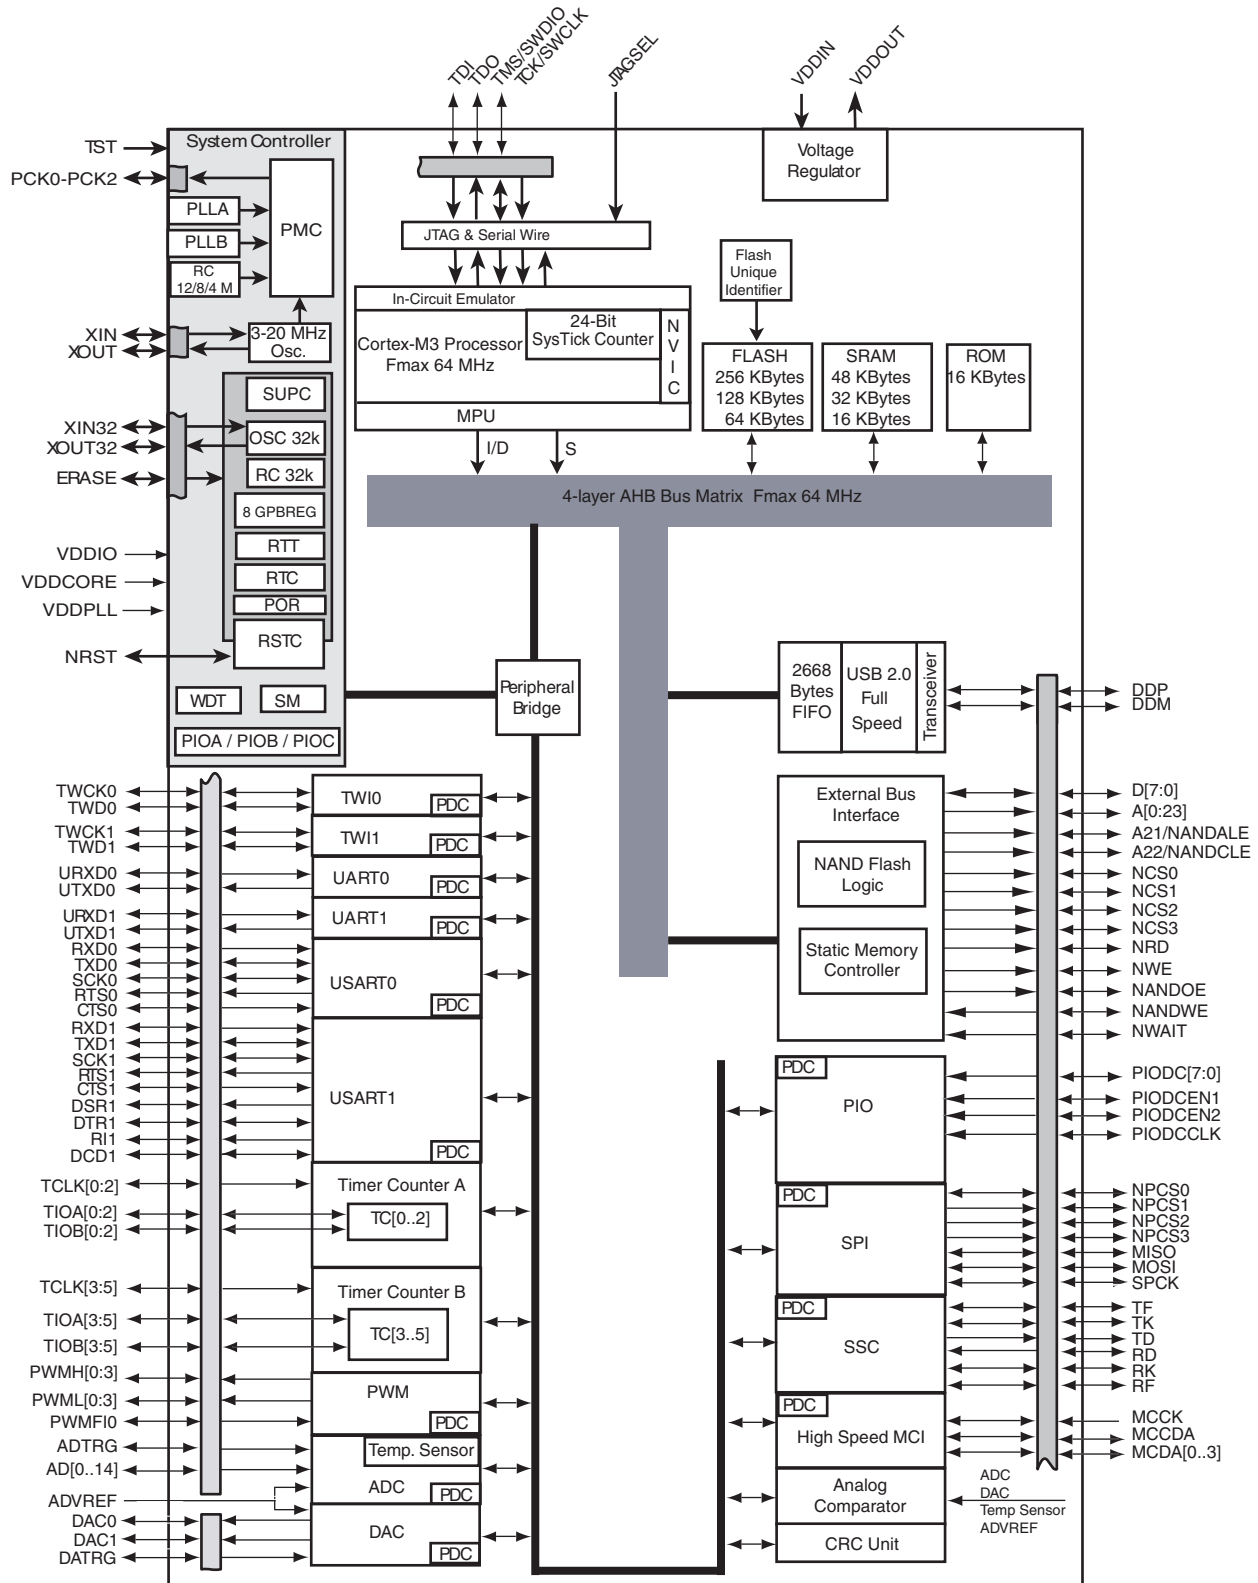 TDI
TDO
TMS/SWDIO
TCK/SWCLK
JTAGSEL
VDDIN
VDDOUT
System Controller
TST
PCK0-PCK2
PLLA
PLLB
RC
12/8/4 M
PMC
XIN
XOUT
3-20 MHz
Osc.
SUPC
XIN32
XOUT32
ERASE
OSC 32k
RC 32k
8 GPBREG
RTT
RTC
POR
RSTC
VDDIO
VDDCORE
VDDPLL
NRST
WDT
SM
PIOA / PIOB / PIOC
JTAG & Serial Wire
In-Circuit Emulator
Cortex-M3 Processor
Fmax 64 MHz
24-Bit
SysTick Counter
N
V
I
C
MPU
I/D
S
Voltage
Regulator
Flash
Unique
Identifier
FLASH
256 KBytes
128 KBytes
64 KBytes
SRAM
48 KBytes
32 KBytes
16 KBytes
ROM
16 KBytes
4-layer AHB Bus Matrix Fmax 64 MHz
Peripheral
Bridge
2668
Bytes
FIFO
USB 2.0
Full
Speed
Transceiver
DDP
DDM
TWCK0
TWD0
TWCK1
TWD1
URXD0
UTXD0
URXD1
UTXD1
RXD0
TXD0
SCK0
RTS0
CTS0
RXD1
TXD1
SCK1
RTS1
CTS1
DSR1
DTR1
RI1
DCD1
TCLK[0:2]
TIOA[0:2]
TIOB[0:2]
TCLK[3:5]
TIOA[3:5]
TIOB[3:5]
PWMH[0:3]
PWML[0:3]
PWMFI0
ADTRG
AD[0..14]
ADVREF
DAC0
DAC1
DATRG
TWI0
PDC
TWI1
PDC
UART0
PDC
UART1
PDC
USART0
PDC
USART1
PDC
Timer Counter A
TC[0..2]
Timer Counter B
TC[3..5]
PWM
PDC
Temp. Sensor
ADC
PDC
DAC
PDC
External Bus
Interface
NAND Flash
Logic
Static Memory
Controller
D[7:0]
A[0:23]
A21/NANDALE
A22/NANDCLE
NCS0
NCS1
NCS2
NCS3
NRD
NWE
NANDOE
NANDWE
NWAIT
PDC
PIO
PIODC[7:0]
PIODCEN1
PIODCEN2
PIODCCLK
PDC
SPI
NPCS0
NPCS1
NPCS2
NPCS3
MISO
MOSI
SPCK
PDC
SSC
TF
TK
TD
RD
RK
RF
PDC
High Speed MCI
MCCK
MCCDA
MCDA[0..3]
Analog
Comparator
ADC
DAC
Temp Sensor
ADVREF
CRC Unit